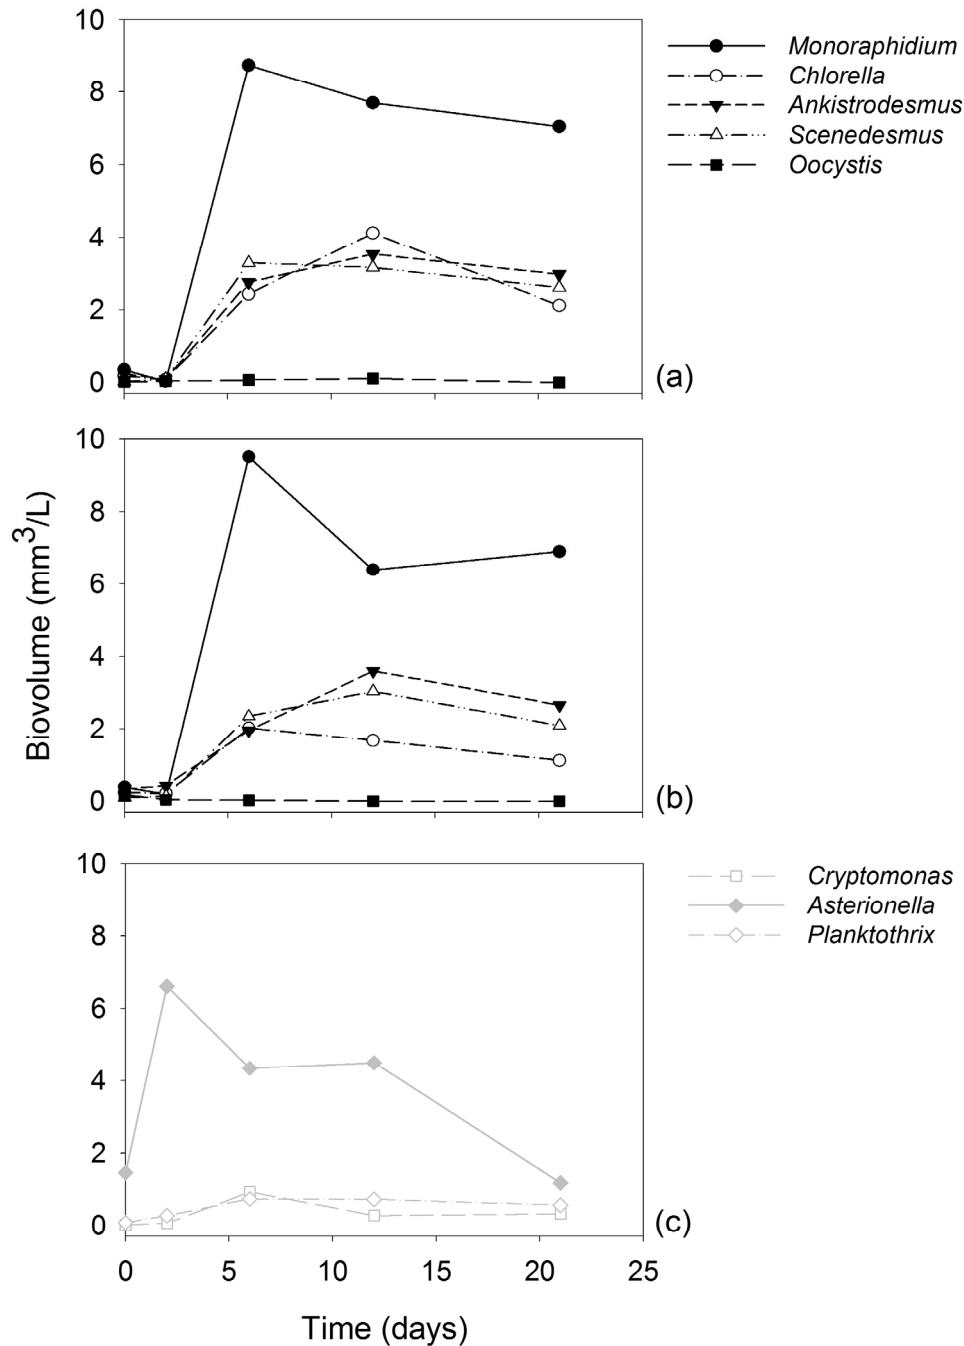 10
8
6
4
2
0
(a)
Monoraphidium
Chlorella
Ankistrodesmus
Scenedesmus
Oocystis
10
8
6
4
2
0
(b)
Biovolume (mm³/L)
10
8
6
4
2
0
(c)
Cryptomonas
Asterionella
Planktothrix
0 5 10 15 20 25
Time (days)